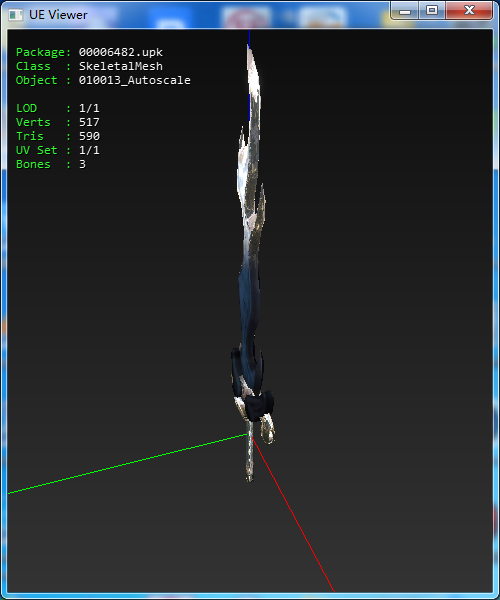 UE Viewer
Package: 00006482.upk
Class : SkeletalMesh
Object : 010013_Autoscale
LOD : 1/1
Verts : 517
Tris : 590
UV Set : 1/1
Bones : 3